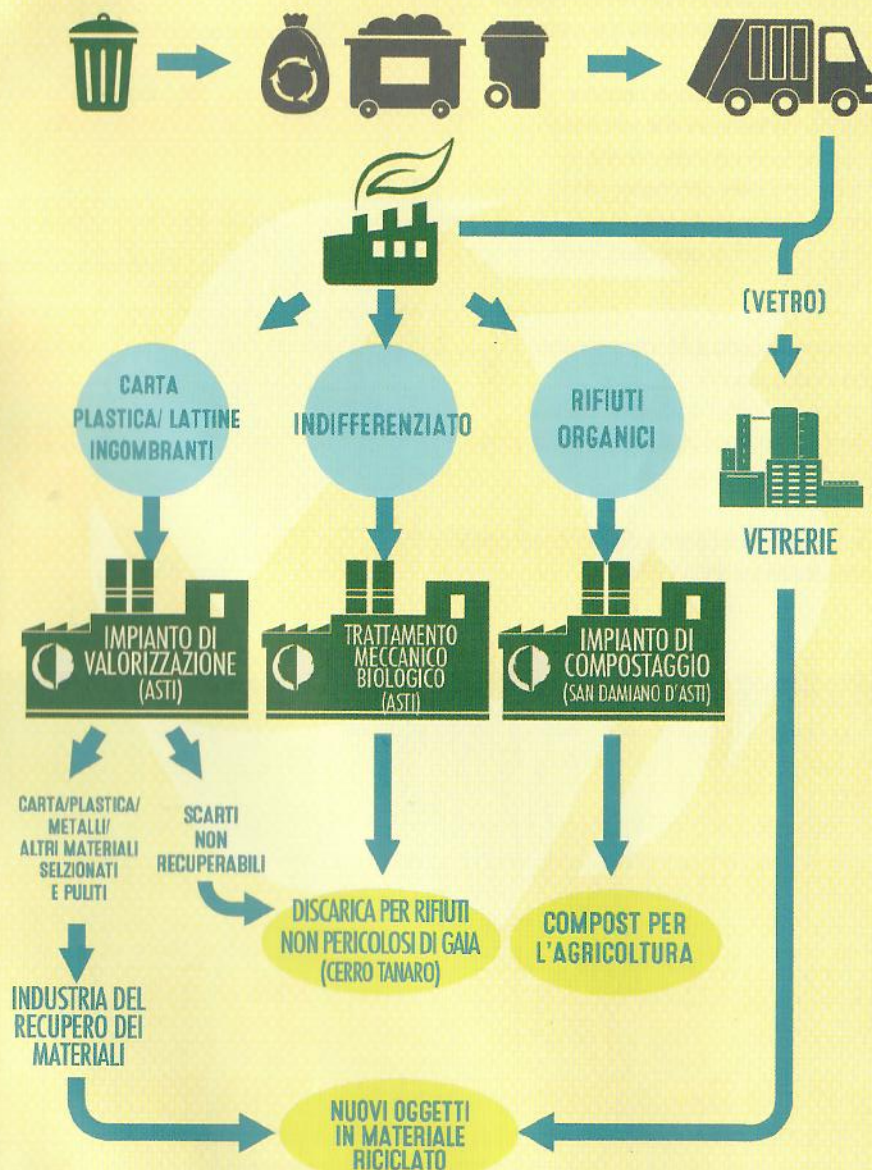 (VETRO)
CARTA
PLASTICA/ LATTINE
INGOMBRANTI
INDIFFERENZIATO
RIFIUTI
ORGANICI
VETRERIE
IMPIANTO DI
VALORIZZAZIONE
(ASTI)
TRATTAMENTO
MECCANICO
BIOLOGICO
(ASTI)
IMPIANTO DI
COMPOSTAGGIO
(SAN DAMIANO D'ASTI)
CARTA/PLASTICA/
METALLI/
ALTRI MATERIALI
SELZIONATI
E PULITI
SCARTI
NON
RECUPERABILI
DISCARICA PER RIFIUTI
NON PERICOLOSI DI GAIA
(CERRO TANARO)
COMPOST PER
L'AGRICOLTURA
INDUSTRIA DEL
RECUPERO DEI
MATERIALI
NUOVI OGGETTI
IN MATERIALE
RICICLATO